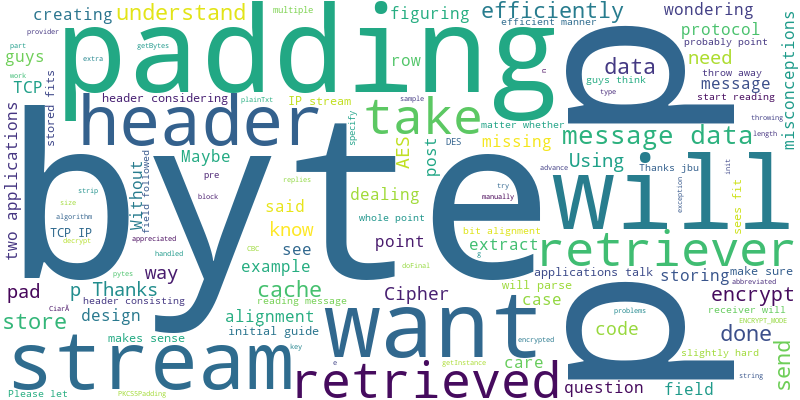 creating
understand
multiple
figuring
efficient manner
efficiently
wondering
provider
part
guys
getBytes
padding
row
protocol
probably point
misconceptions
extra
work
TCP
header considering
plainTxt
IP stream
c
p
data
guys think
need
throw away
message
start reading
type
sample
stored fits
header
take
matter whether
throwing
length
message data
missing
two applications
byte
Maybe
specify
AES
DES
post
Using
Without
field followed
pre
block
dealing
will
Thanks jbu
exception
init
strip
size
algorithm
TCP IP
decrypt
appreciated
replies
said
know
try
manually
advance
sees fit
whole point
bit alignment
extract
retriever
handled
CBC
see
point
g
p Thanks
way
example
pytes
doFinal
applications talk
storing
make sure
will parse
abbreviated
pad
header consisting
cache
reading message
Cipher
case
p
encrypt
receiver will
store
CiarÃ
design
alignment
want
code
problems
ENCRYPT_MODE
done
makes sense
initial guide
encrypted
stream
key
care
slightly hard
send
e
getInstance
retrieved
question
field
string
Please let
PKCS5Padding